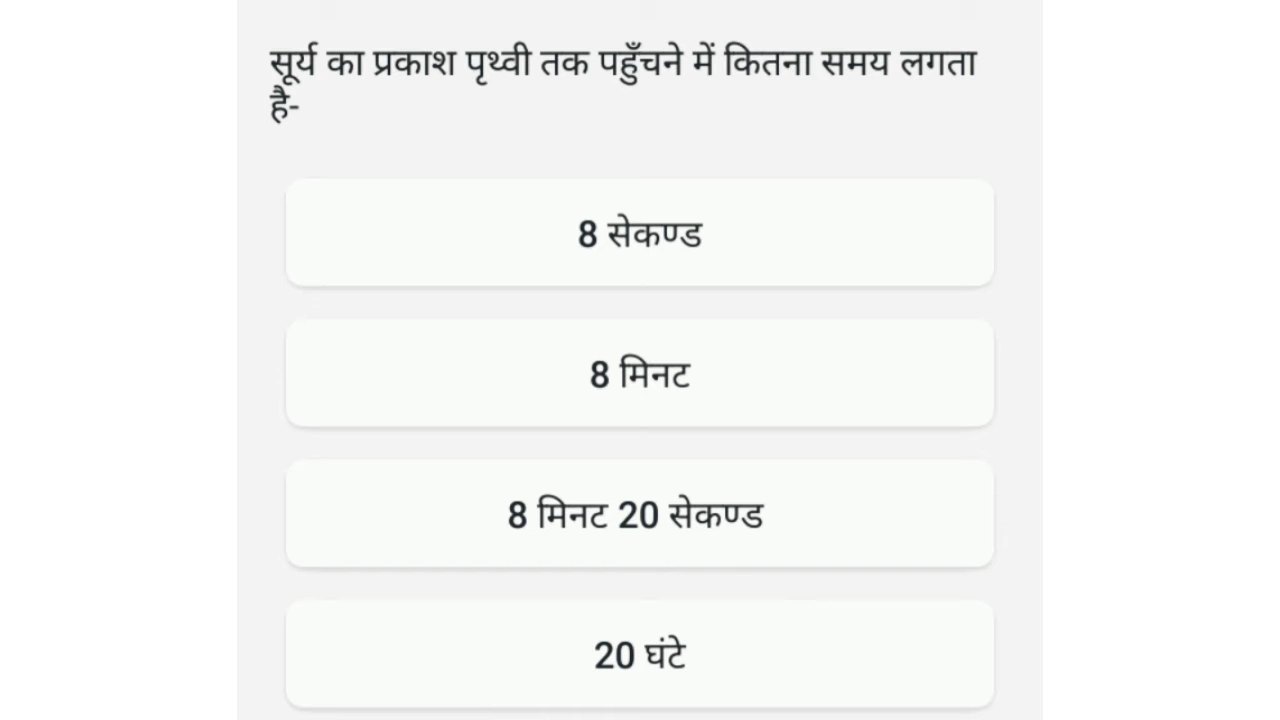 सूर्य का प्रकाश पृथ्वी तक पहुँचने में कितना समय लगता
है-
8 सेकण्ड
8 मिनट
8 मिनट 20 सेकण्ड
20 घंटे